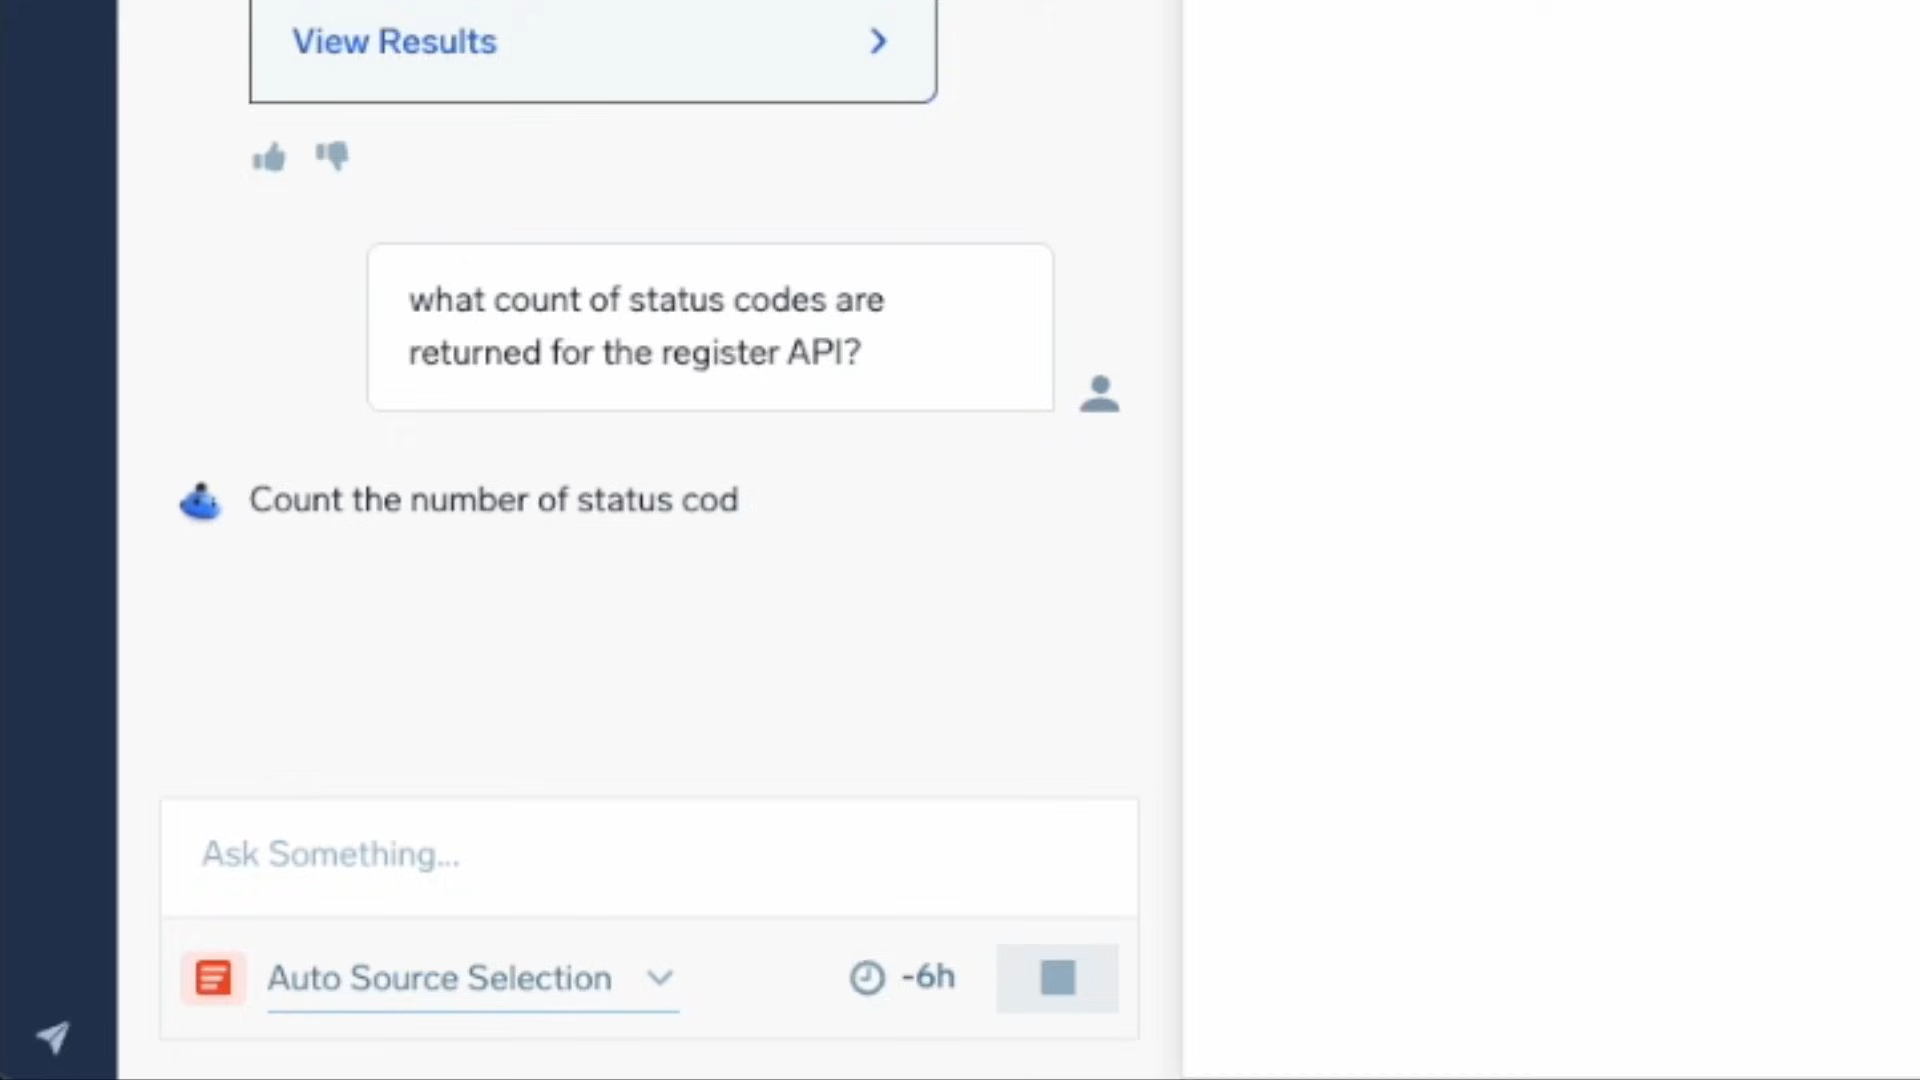 View Results
what count of status codes are
returned for the register API?
Count the number of status cod
Ask Something...
Auto Source Selection
-6h